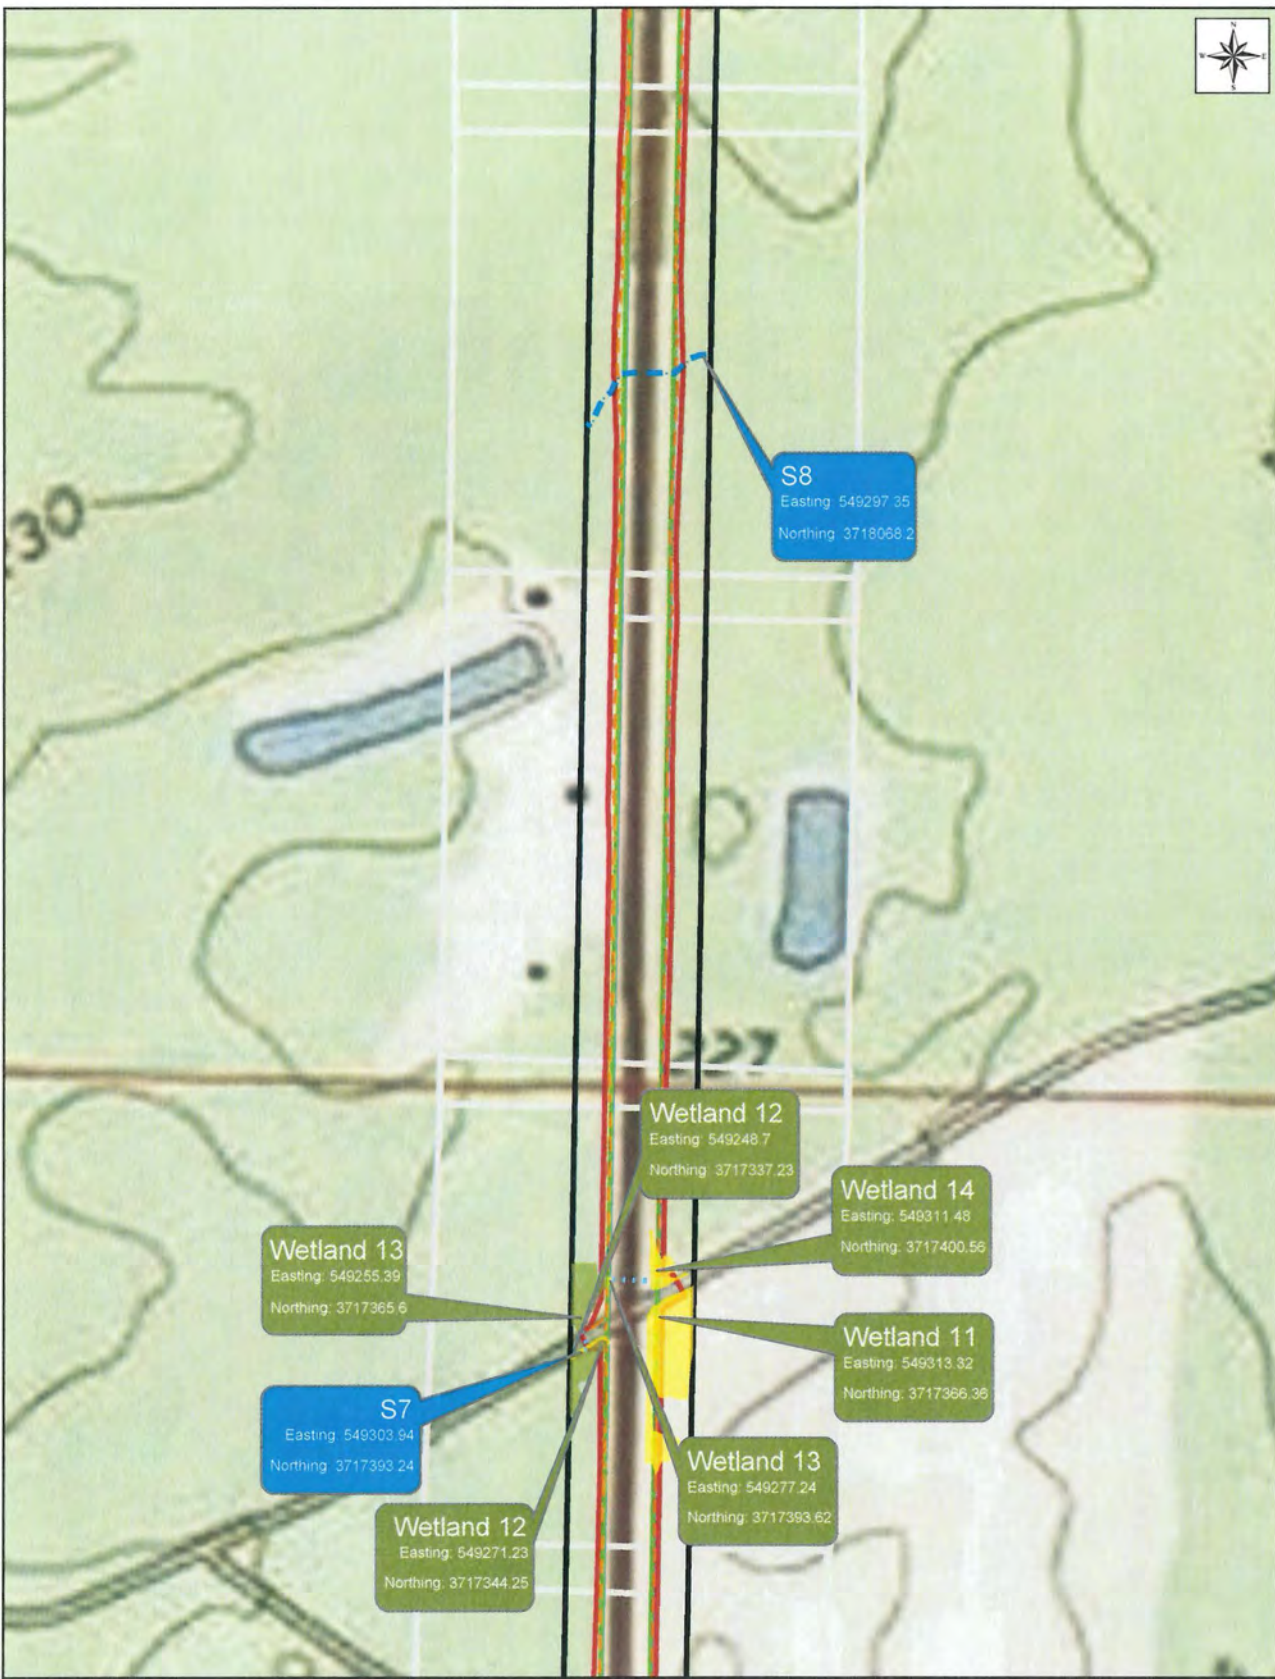 N
W E
S
S8
Easting: 549297.35
Northing: 3718068.2
230
227
Wetland 12
Easting: 549248.7
Northing: 3717337.23
Wetland 14
Easting: 549311.48
Northing: 3717400.56
Wetland 13
Easting: 549255.39
Northing: 3717365.6
Wetland 11
Easting: 549313.32
Northing: 3717366.36
S7
Easting: 549303.94
Northing: 3717393.24
Wetland 13
Easting: 549277.24
Northing: 3717393.62
Wetland 12
Easting: 549271.23
Northing: 3717344.25